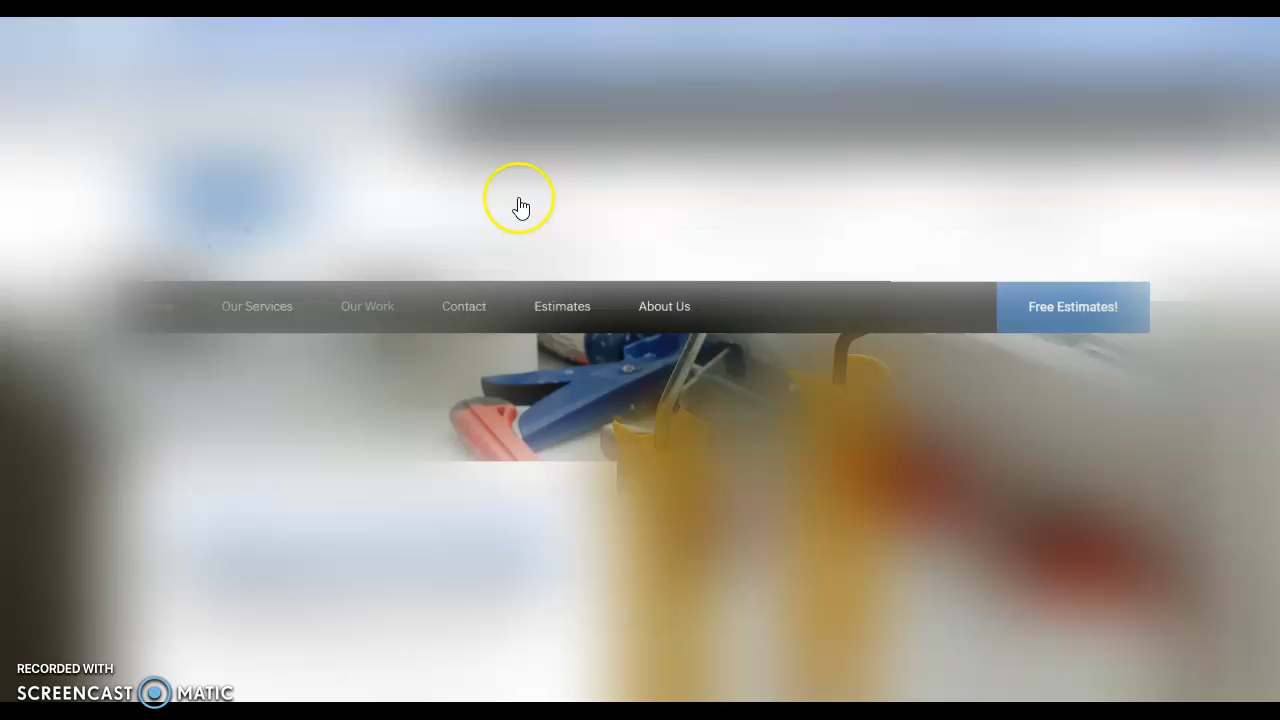 Our Services Our Work Contact Estimates About Us Free Estimates!
RECORDED WITH
SCREENCAST MATIC